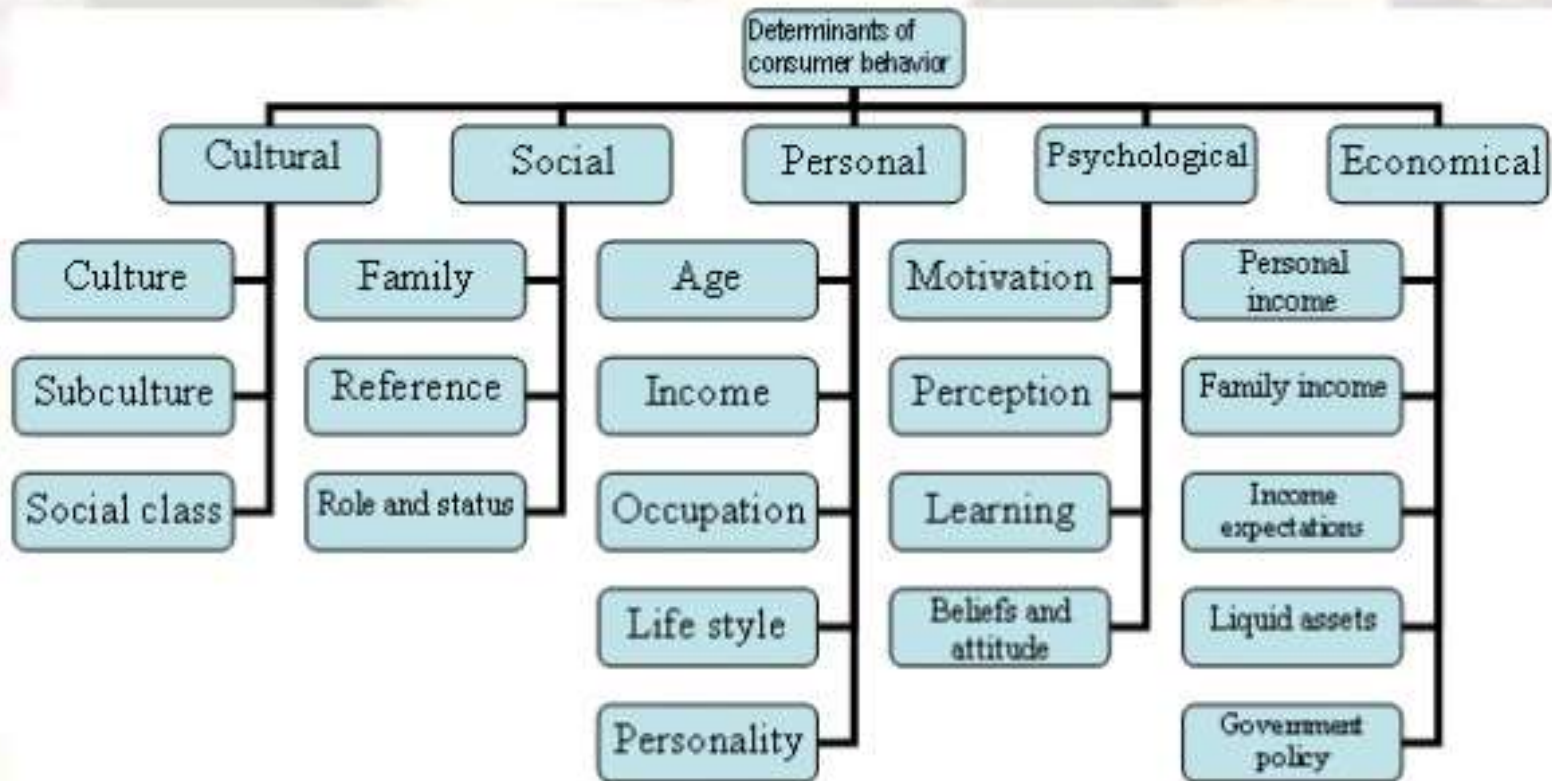 Determinants of
consumer behavior
Cultural
Social
Personal
Psychological
Economical
Culture
Subculture
Social class
Family
Reference
Role and status
Age
Income
Occupation
Life style
Personality
Motivation
Perception
Learning
Beliefs and
attitude
Personal
income
Family income
Income
expectations
Liquid assets
Government
policy